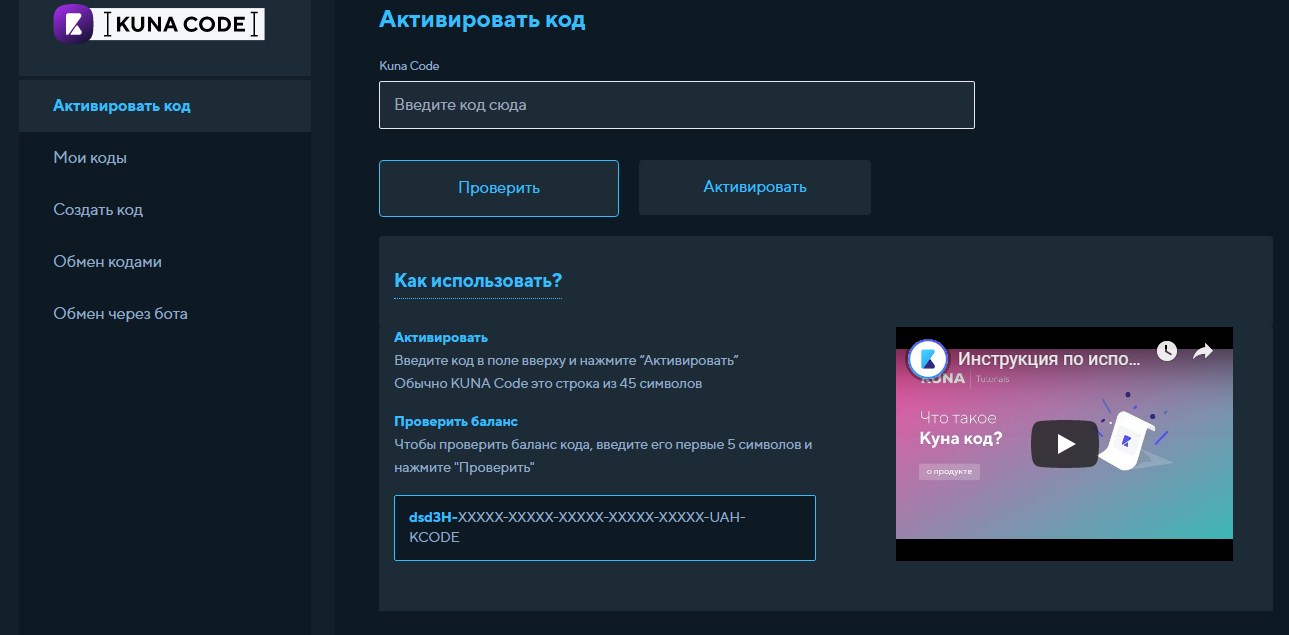 KUNA CODE
Активировать код
Мои коды
Создать код
Обмен кодами
Обмен через бота
Активировать код
Kuna Code
Введите код сюда
Проверить
Активировать
Как использовать?
Активировать
Введите код в поле вверху и нажмите “Активировать”
Обычно KUNA Code это строка из 45 символов
Проверить баланс
Чтобы проверить баланс кода, введите его первые 5 символов и
нажмите "Проверить"
dsd3H-XXXXX-XXXXX-XXXXX-XXXXX-XXXXX-UAH-
KCODE
Инструкция по испо...
KUNA Tutorials
Что такое
Куна код?
о продукте